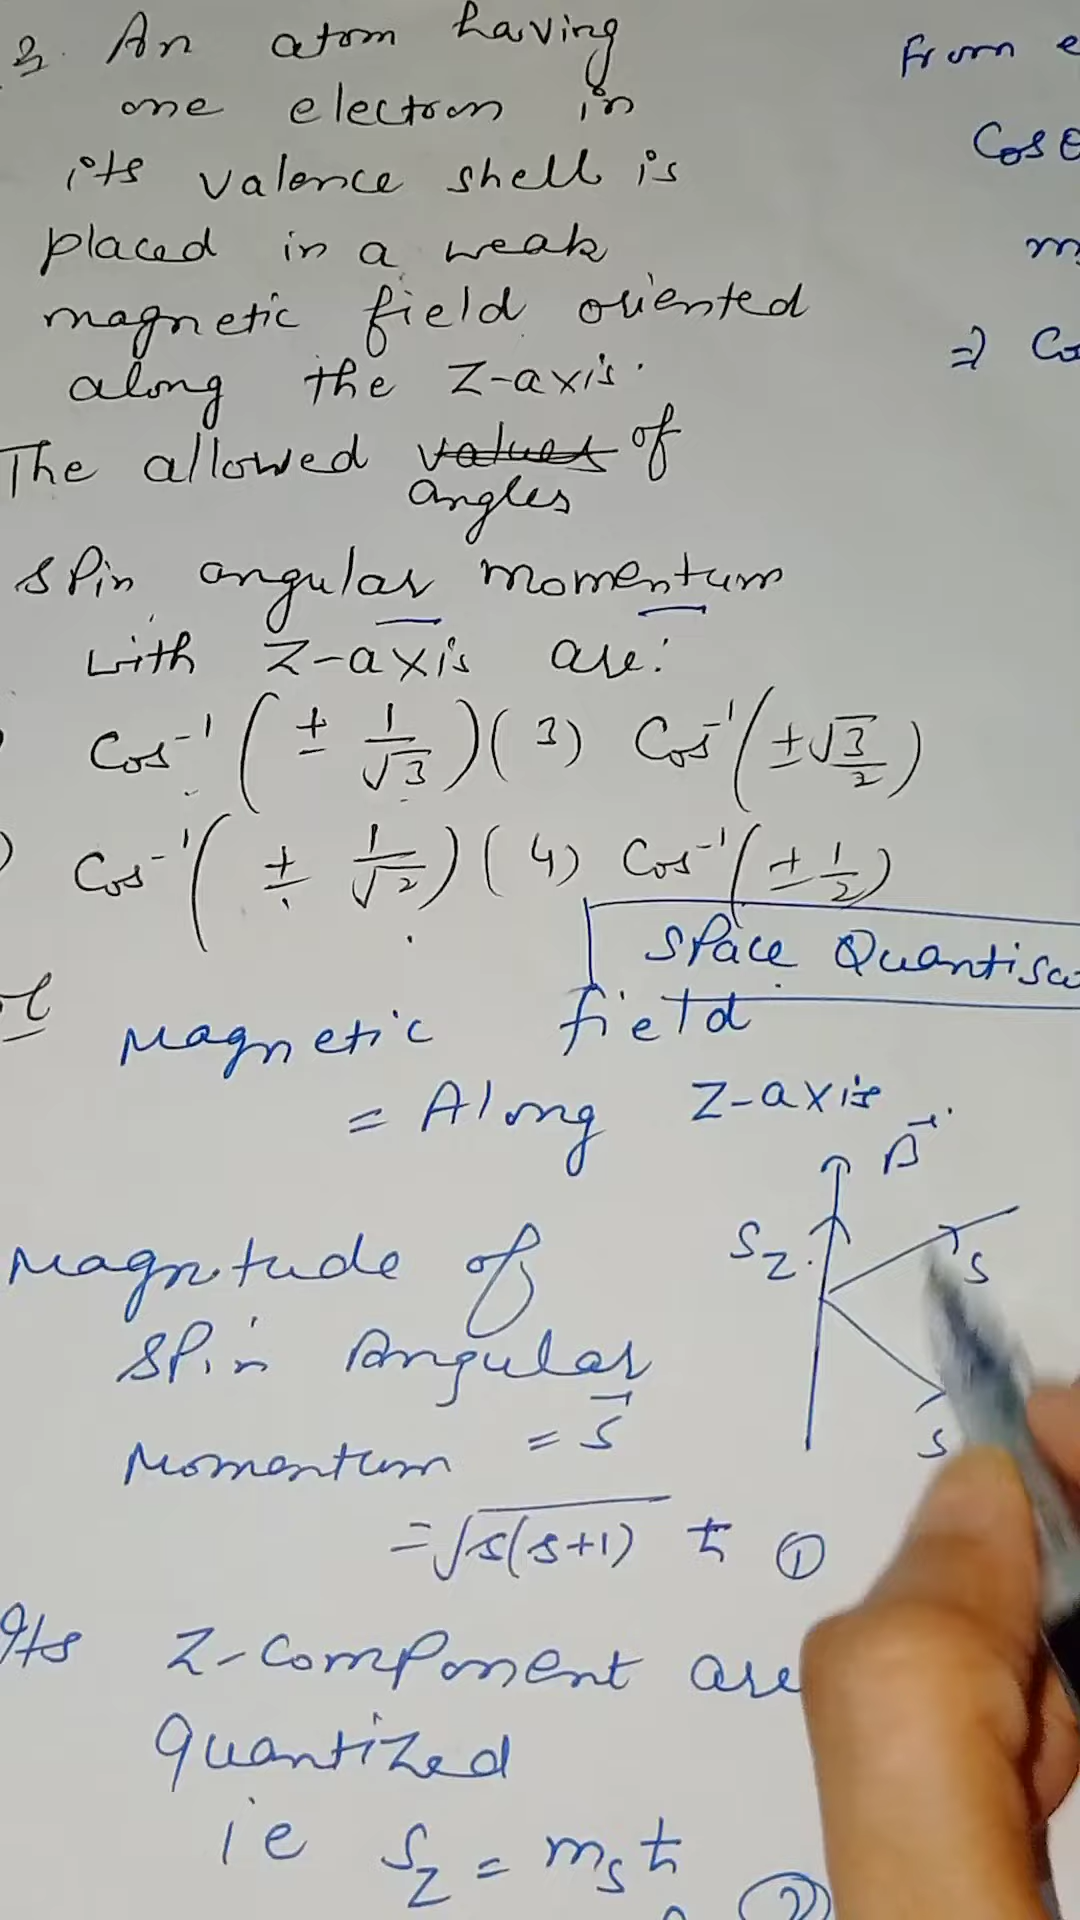 An atom having
one electron in
its valence shell is
placed in a weak
magnetic field oriented
along the Z-axis.
The allowed values of
angles
spin angular momentum
with Z-axis are:
Cos⁻¹(± 1/√3) (3) Cos⁻¹(± √3/2)
Cos⁻¹(± 1/√2) (4) Cos⁻¹(± 1/2)
Space
Magnetic field
= Along Z-axis
B⃗
Sz
S
S
Magnitude of
Spin Angular
Momentum = S⃗
= √s(s+1) ħ ①
Its Z-component are
quantized
ie Sz = msħ
②
From
Cos θ
⇒ Co